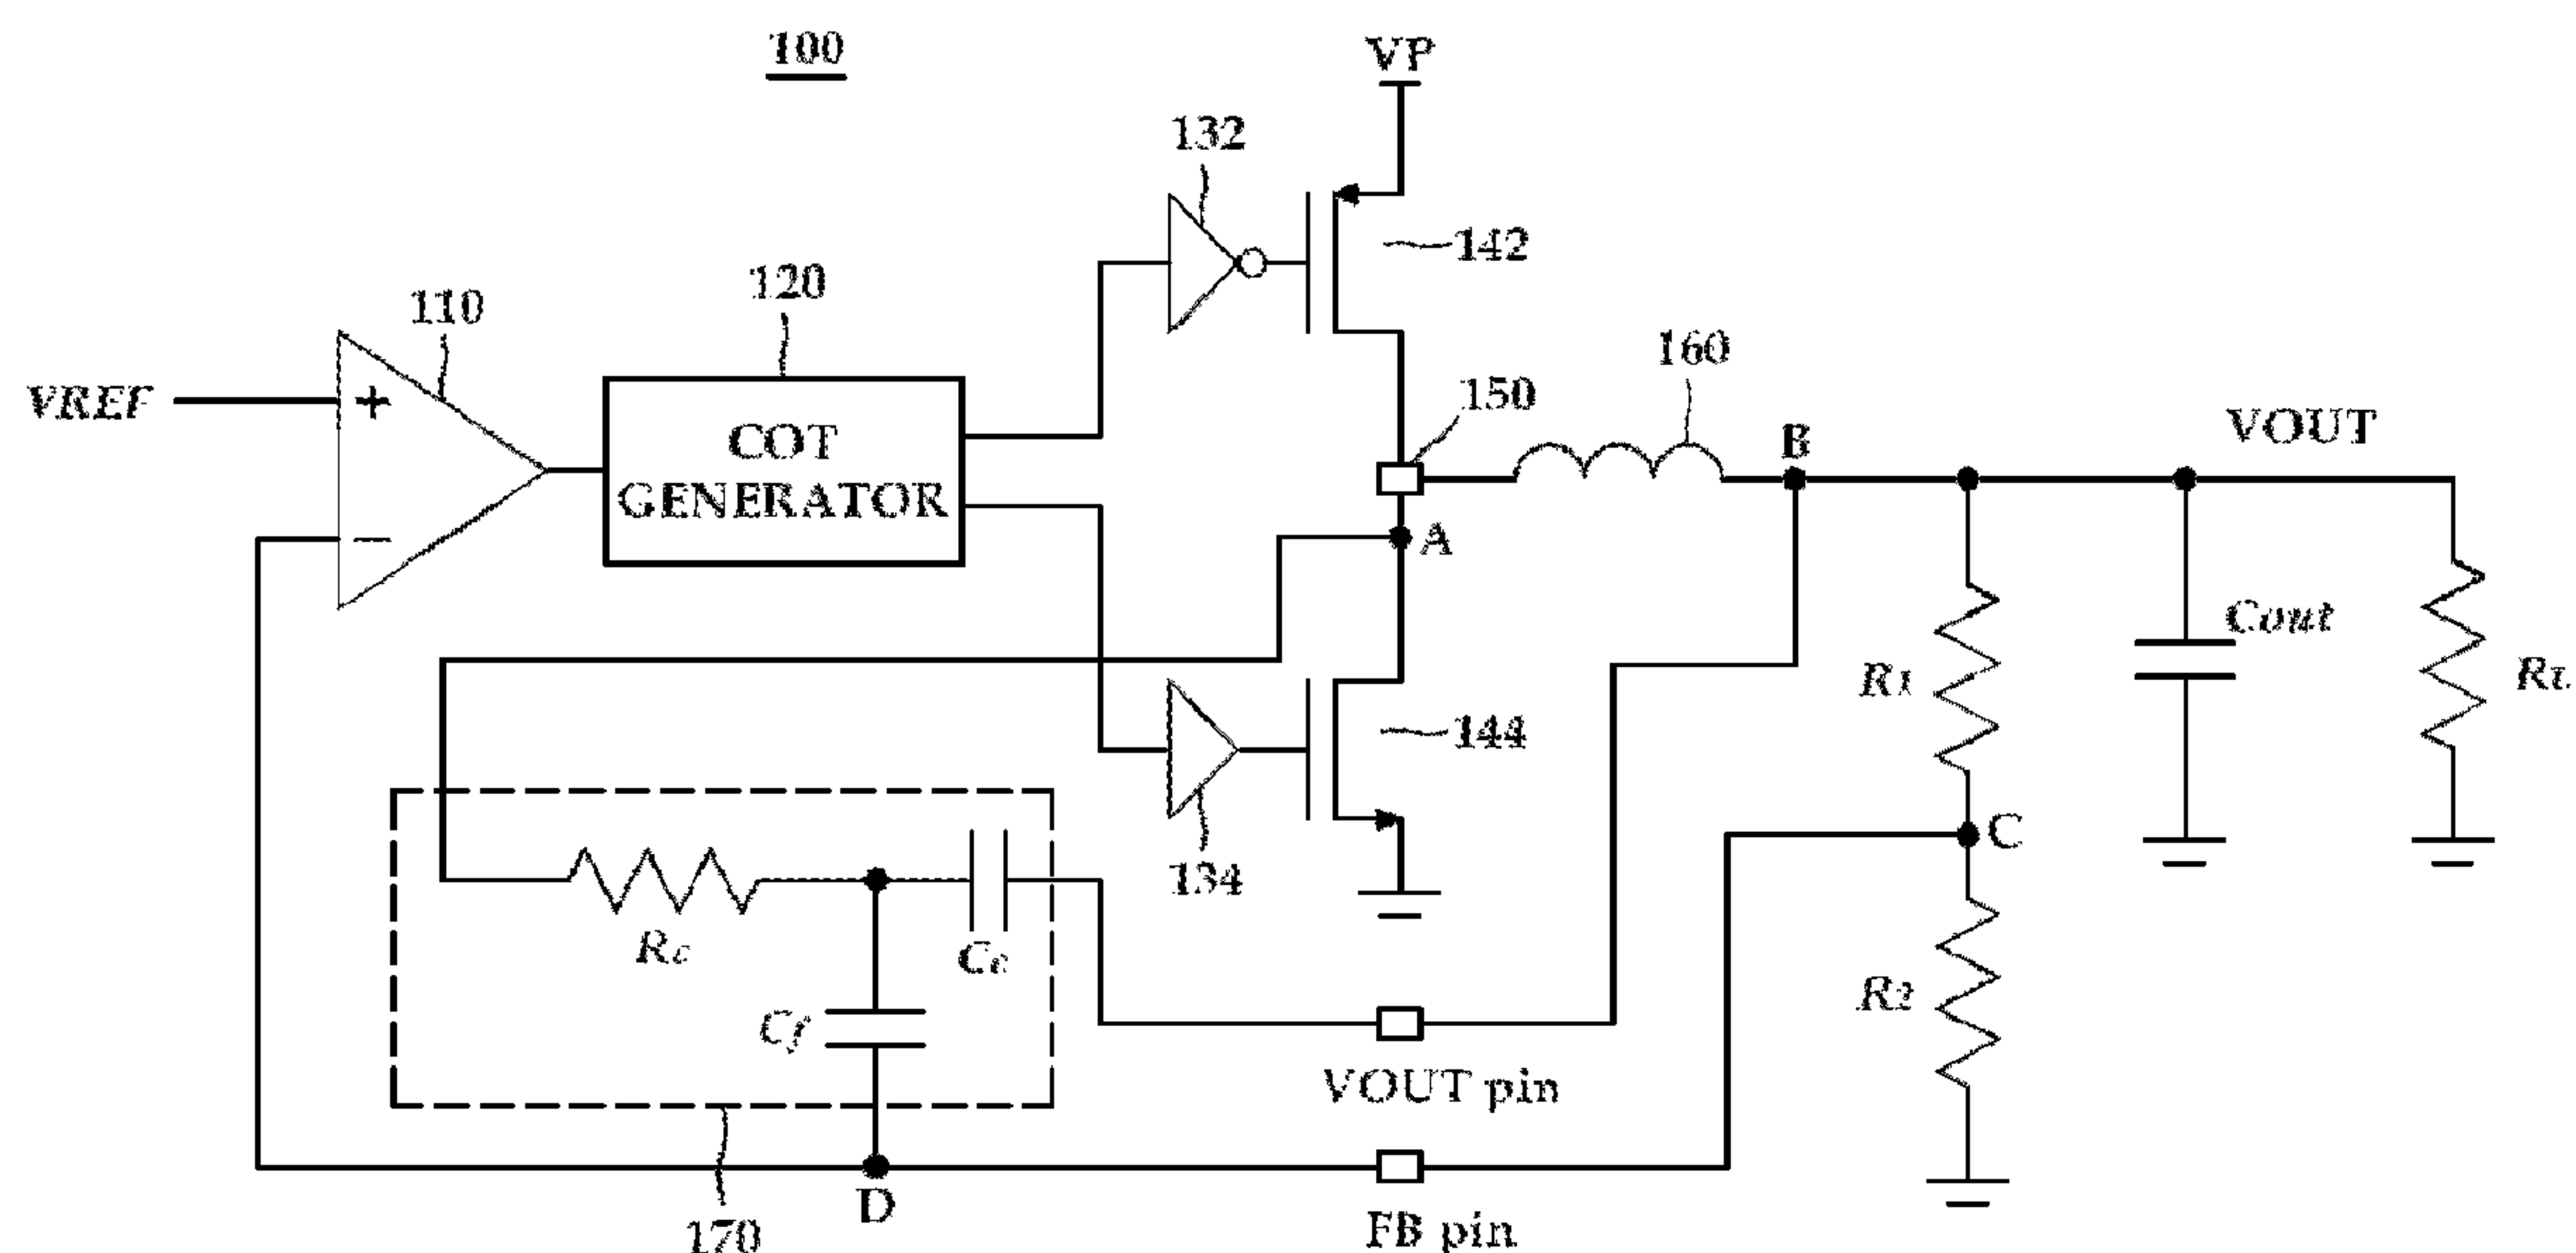 100
VP
132
142
120
110
160
150
VREF
+
COT
GENERATOR
B
VOUT
−
A
Cout
R1
RL
144
C
134
Rc
Cc
R2
Cf
VOUT pin
D
FB pin
170